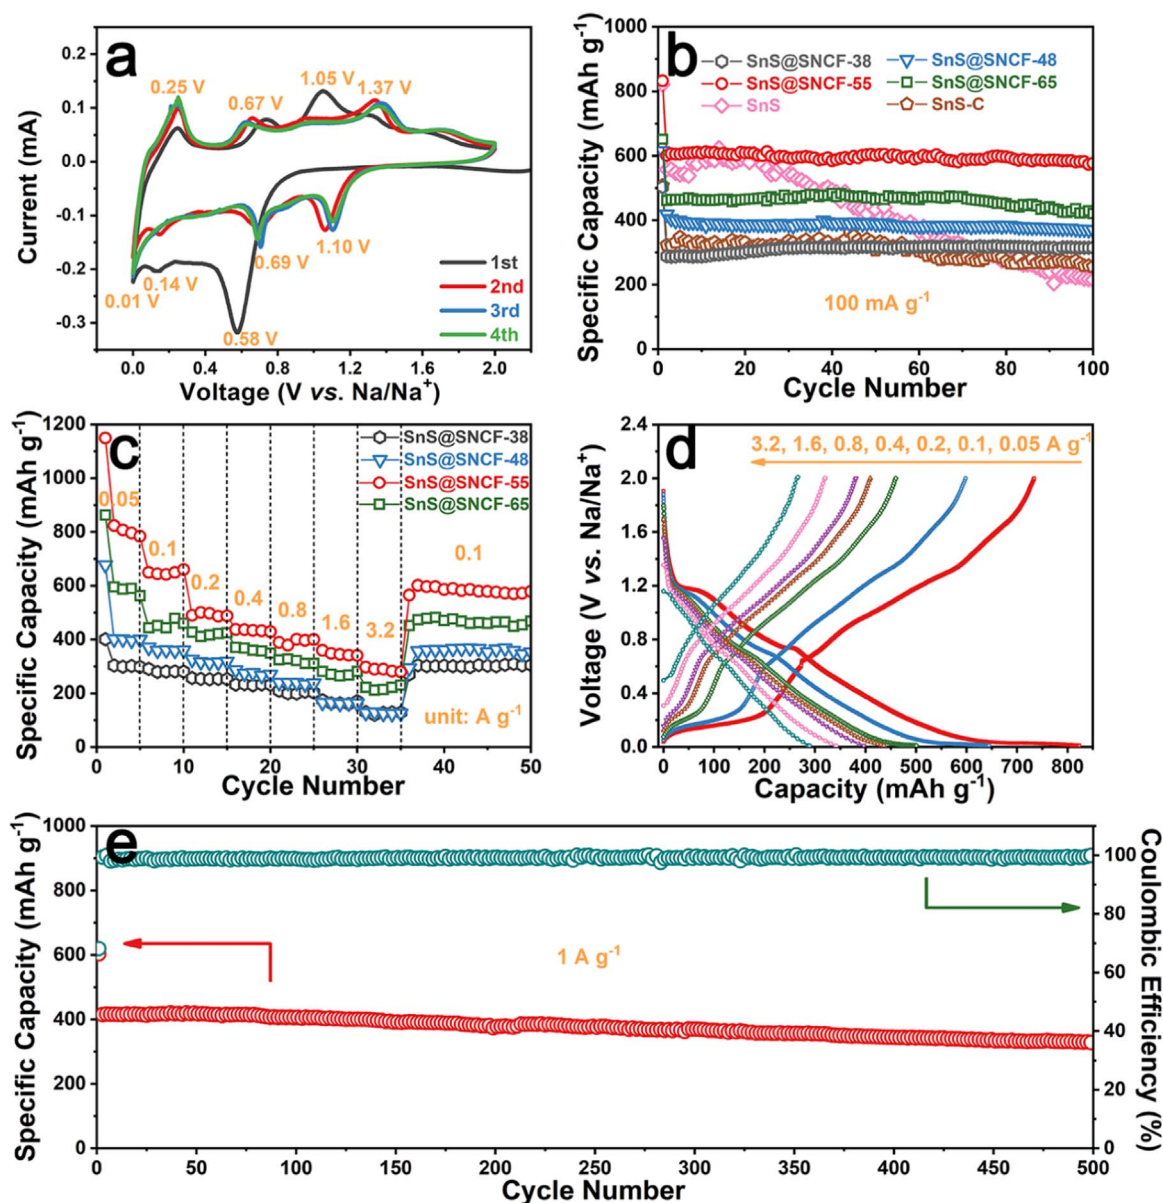 a
0.25 V
0.67 V
1.05 V
1.37 V
0.01 V
0.14 V
0.58 V
0.69 V
1.10 V
1st
2nd
3rd
4th
Current (mA)
0.2
0.1
0.0
-0.1
-0.2
-0.3
0.0 0.4 0.8 1.2 1.6 2.0
Voltage (V vs. Na/Na⁺)
b
SnS@SNCF-38
SnS@SNCF-48
SnS@SNCF-55
SnS@SNCF-65
SnS
SnS-C
100 mA g⁻¹
Specific Capacity (mAh g⁻¹)
1000
800
600
400
200
0
0 20 40 60 80 100
Cycle Number
c
SnS@SNCF-38
SnS@SNCF-48
SnS@SNCF-55
SnS@SNCF-65
0.05
0.1
0.2
0.4
0.8
1.6
3.2
0.1
unit: A g⁻¹
Specific Capacity (mAh g⁻¹)
1200
1000
800
600
400
200
0
0 10 20 30 40 50
Cycle Number
d
3.2, 1.6, 0.8, 0.4, 0.2, 0.1, 0.05 A g⁻¹
Voltage (V vs. Na/Na⁺)
2.4
2.0
1.6
1.2
0.8
0.4
0.0
0 100 200 300 400 500 600 700 800
Capacity (mAh g⁻¹)
e
1 A g⁻¹
Specific Capacity (mAh g⁻¹)
1000
800
600
400
200
0
Coulombic Efficiency (%)
100
80
60
40
20
0
0 50 100 150 200 250 300 350 400 450 500
Cycle Number